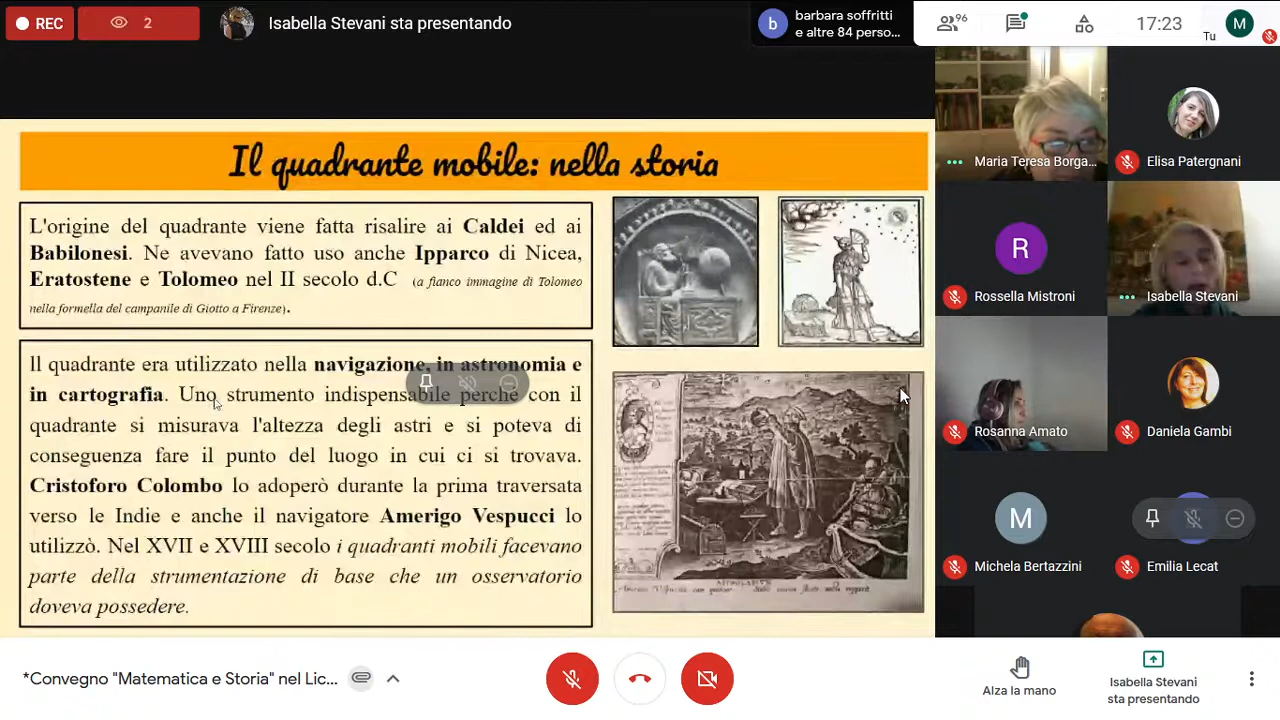 REC
2
Isabella Stevani sta presentando
b
barbara soffritti
e altre 84 perso...
96
17:23
Tu
M
Il quadrante mobile: nella storia
L'origine del quadrante viene fatta risalire ai Caldei ed ai
Babilonesi. Ne avevano fatto uso anche Ipparco di Nicea,
Eratostene e Tolomeo nel II secolo d.C (a fianco immagine di Tolomeo
nella formella del campanile di Giotto a Firenze).
Il quadrante era utilizzato nella navigazione, in astronomia e
in cartografia. Uno strumento indispensabile perchè con il
quadrante si misurava l'altezza degli astri e si poteva di
conseguenza fare il punto del luogo in cui ci si trovava.
Cristoforo Colombo lo adoperò durante la prima traversata
verso le Indie e anche il navigatore Amerigo Vespucci lo
utilizzò. Nel XVII e XVIII secolo i quadranti mobili facevano
parte della strumentazione di base che un osservatorio
doveva possedere.
Maria Teresa Borga...
Elisa Patergnani
R
Rossella Mistroni
Isabella Stevani
Rosanna Amato
Daniela Gambi
M
Michela Bertazzini
Emilia Lecat
*Convegno "Matematica e Storia" nel Lic...
Alza la mano
Isabella Stevani
sta presentando